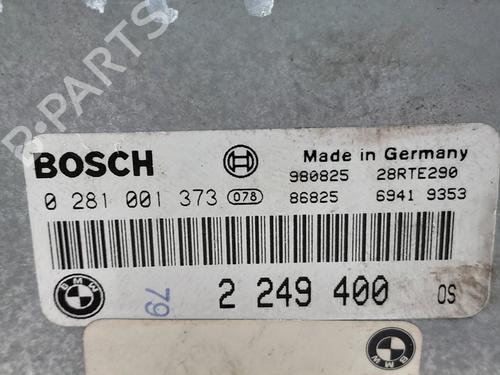 B-PARTS
BOSCH Made in Germany
980825 28RTE290
0 281 001 373 078 86825 6941 9353
BMW 79 2 249 400 OS
BMW